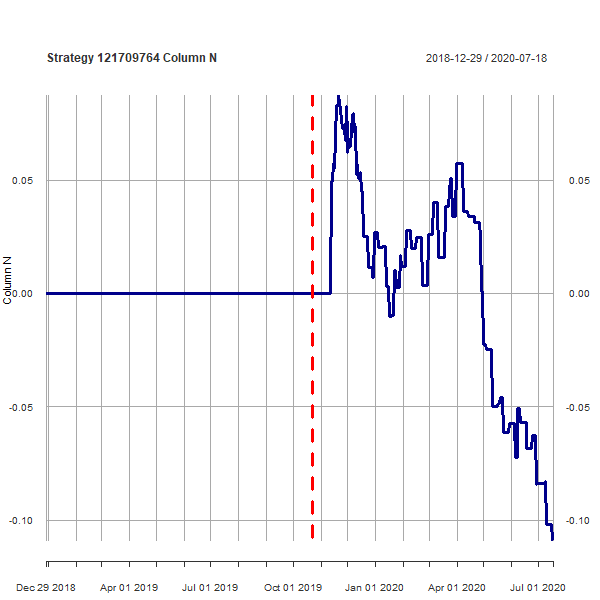 Strategy 121709764 Column N
2018-12-29 / 2020-07-18
0.05
0.05
Column N
0.00
0.00
-0.05
-0.05
-0.10
-0.10
Dec 29 2018
Apr 01 2019
Jul 01 2019
Oct 01 2019
Jan 01 2020
Apr 01 2020
Jul 01 2020